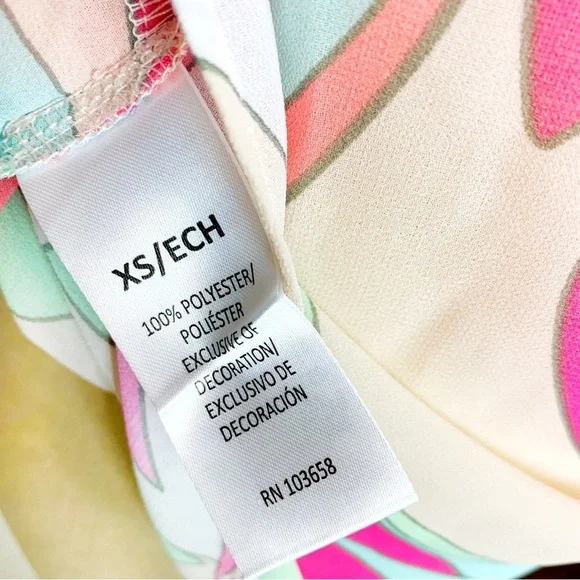 XS/ECH
100% POLYESTER/
POLIÉSTER
EXCLUSIVE OF
DECORATION/
EXCLUSIVO DE
DECORACIÓN
RN 103658